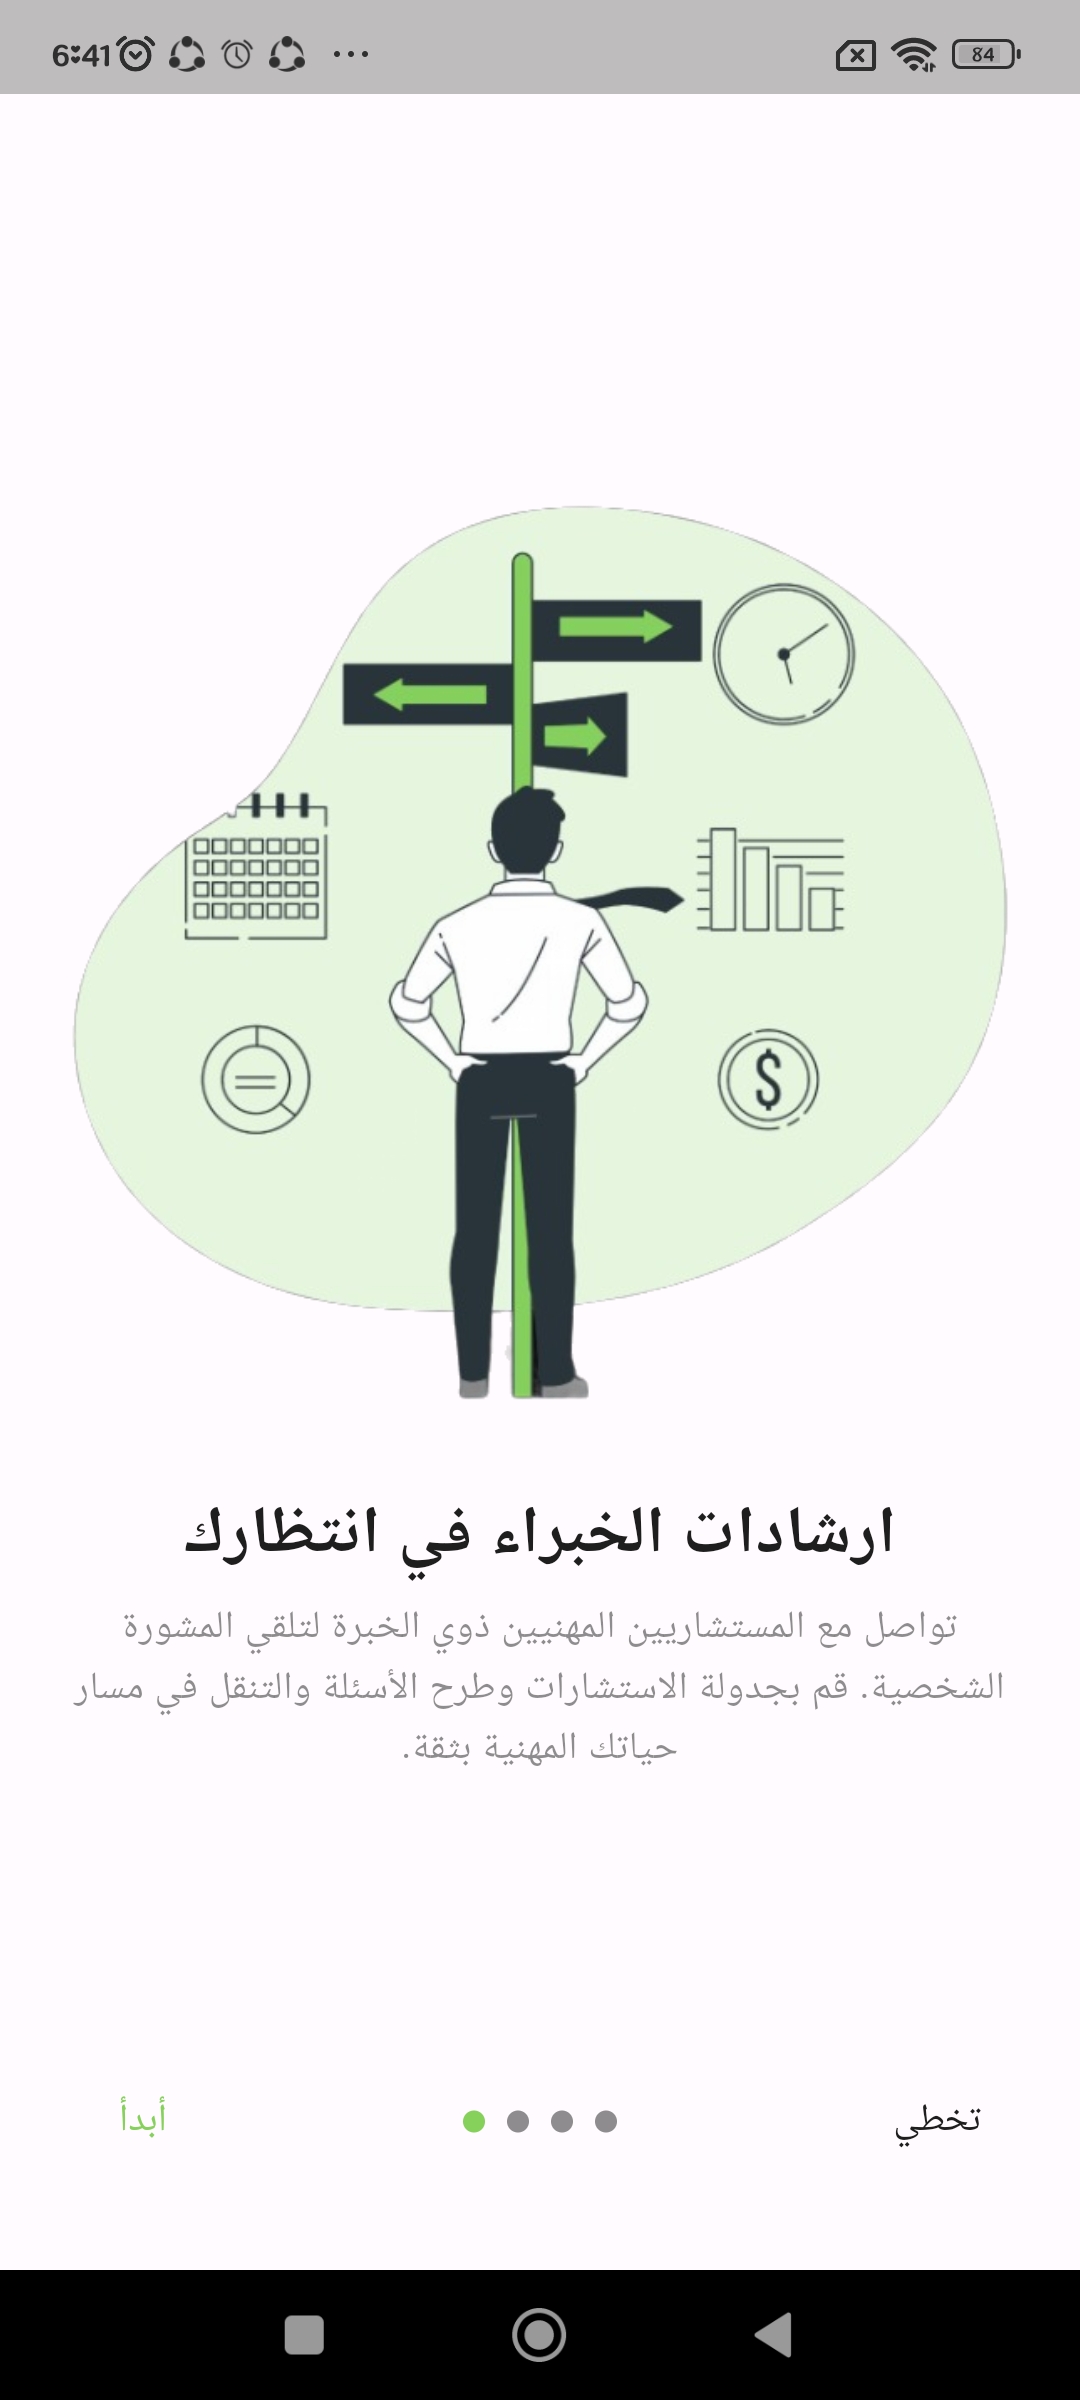 6:41
84
$
ارشادات الخبراء في انتظارك
تواصل مع المستشاريين المهنيين ذوي الخبرة لتلقي المشورة
الشخصية. قم بجدولة الاستشارات وطرح الأسئلة والتنقل في مسار
حياتك المهنية بثقة.
تخطي
أبدأ